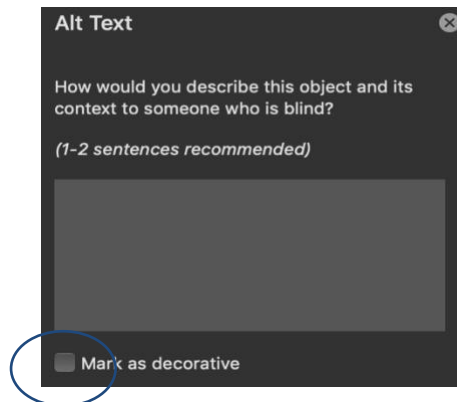 Alt Text
How would you describe this object and its
context to someone who is blind?
(1-2 sentences recommended)
Mark as decorative